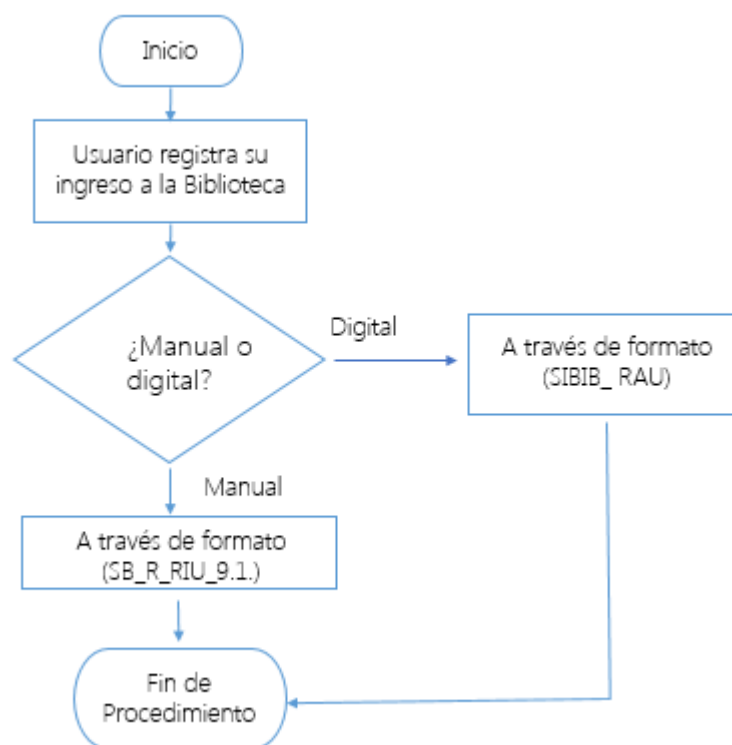 Inicio
Usuario registra su
ingreso a la Biblioteca
¿Manual o
digital?
Digital
A través de formato
(SIBIB_ RAU)
Manual
A través de formato
(SB_R_RIU_9.1.)
Fin de
Procedimiento